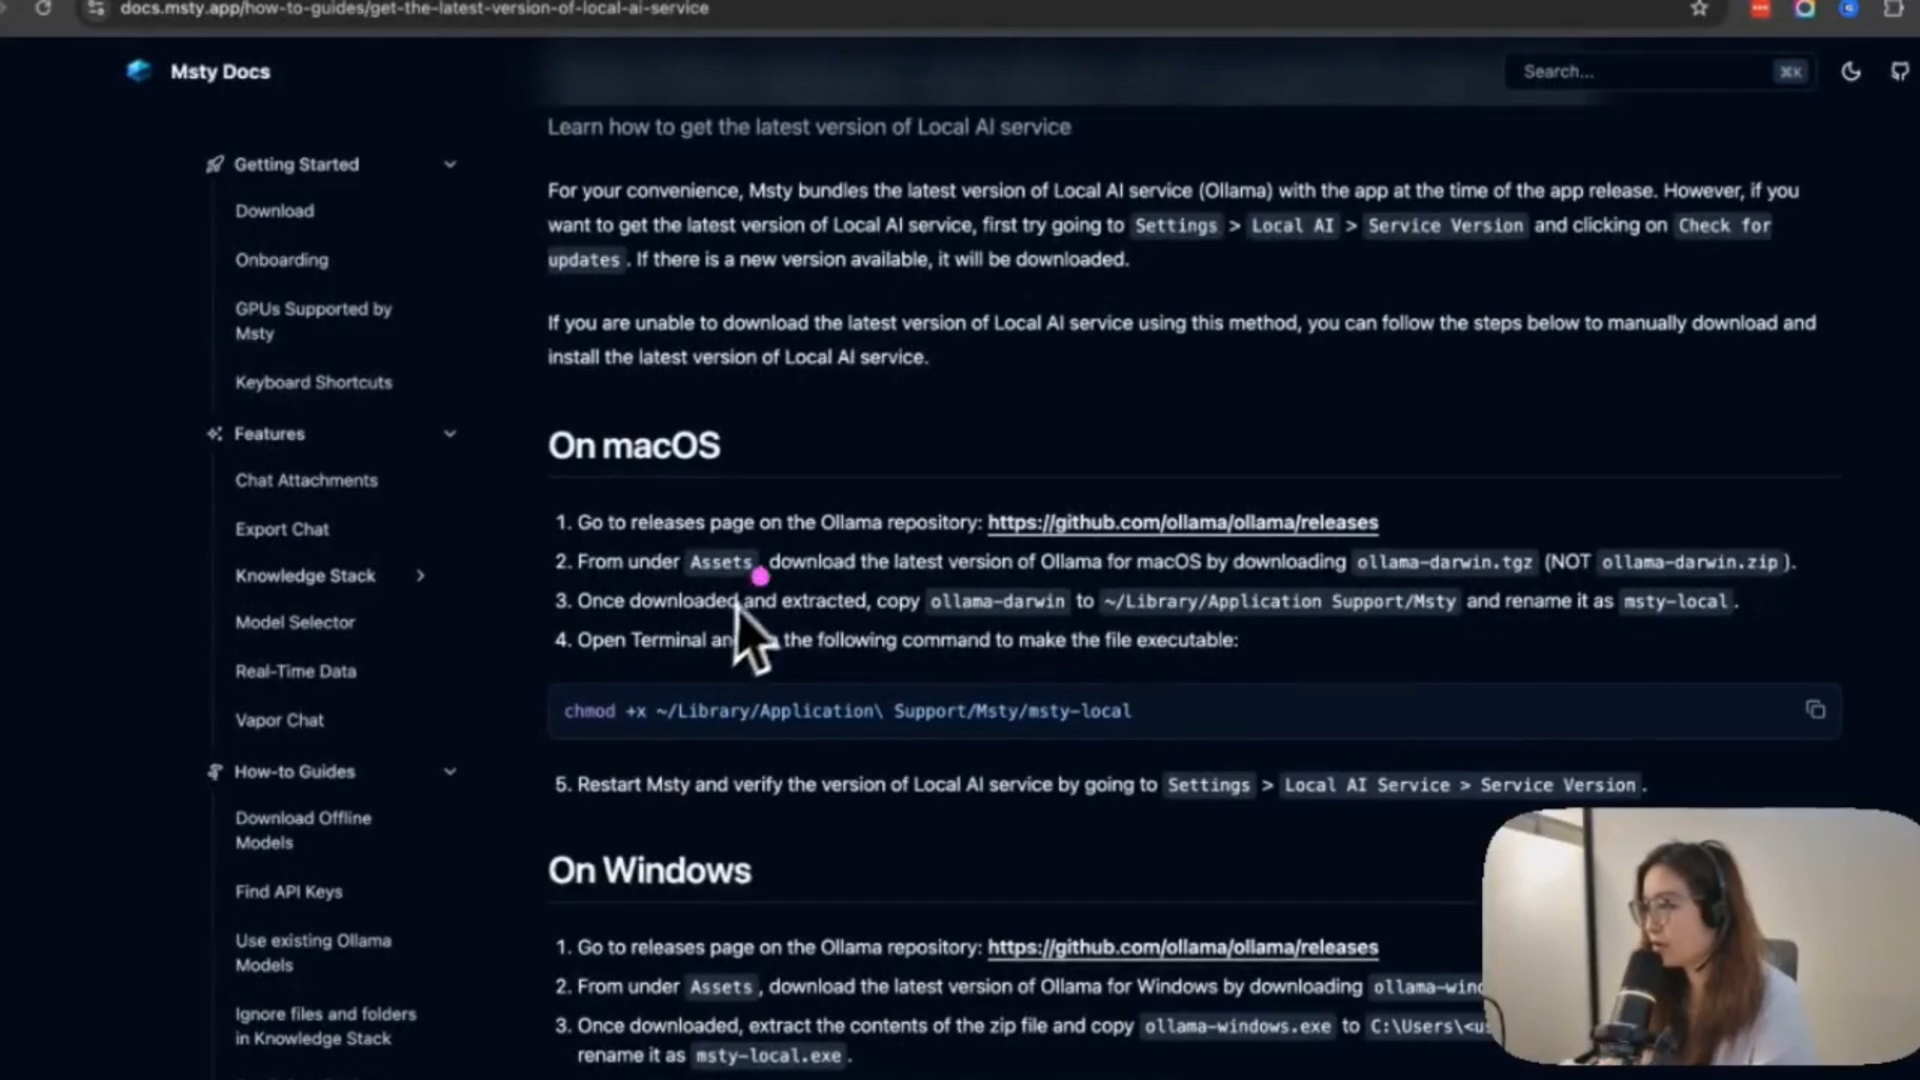 docs.msty.app/how-to-guides/get-the-latest-version-of-local-ai-service
Msty Docs
Search...
⌘K
Getting Started
Download
Onboarding
GPUs Supported by
Msty
Keyboard Shortcuts
Features
Chat Attachments
Export Chat
Knowledge Stack
Model Selector
Real-Time Data
Vapor Chat
How-to Guides
Download Offline
Models
Find API Keys
Use existing Ollama
Models
Ignore files and folders
in Knowledge Stack
Learn how to get the latest version of Local AI service
For your convenience, Msty bundles the latest version of Local AI service (Ollama) with the app at the time of the app release. However, if you
want to get the latest version of Local AI service, first try going to Settings > Local AI > Service Version and clicking on Check for
updates. If there is a new version available, it will be downloaded.
If you are unable to download the latest version of Local AI service using this method, you can follow the steps below to manually download and
install the latest version of Local AI service.
On macOS
1. Go to releases page on the Ollama repository: https://github.com/ollama/ollama/releases
2. From under Assets, download the latest version of Ollama for macOS by downloading ollama-darwin.tgz (NOT ollama-darwin.zip).
3. Once downloaded and extracted, copy ollama-darwin to ~/Library/Application Support/Msty and rename it as msty-local.
4. Open Terminal the following command to make the file executable:
chmod +x ~/Library/Application\ Support/Msty/msty-local
5. Restart Msty and verify the version of Local AI service by going to Settings > Local AI Service > Service Version.
On Windows
1. Go to releases page on the Ollama repository: https://github.com/ollama/ollama/releases
2. From under Assets, download the latest version of Ollama for Windows by downloading ollama-wind
3. Once downloaded, extract the contents of the zip file and copy ollama-windows.exe to C:\Users\<us
rename it as msty-local.exe.